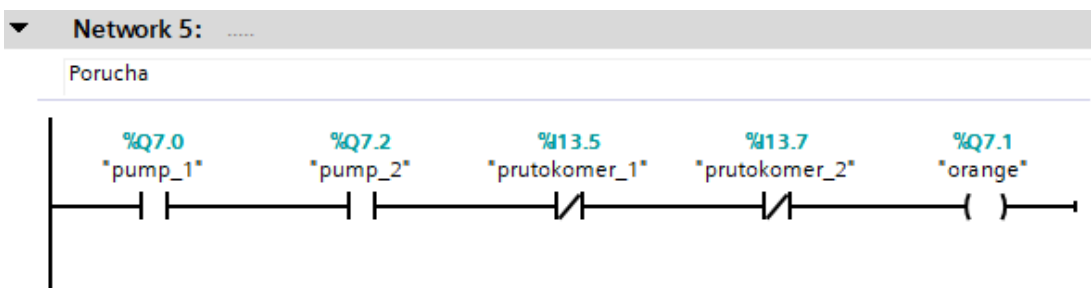 Network 5: .....
Porucha
%Q7.0 %Q7.2 %I13.5 %I13.7 %Q7.1
"pump_1" "pump_2" "prutokomer_1" "prutokomer_2" "orange"